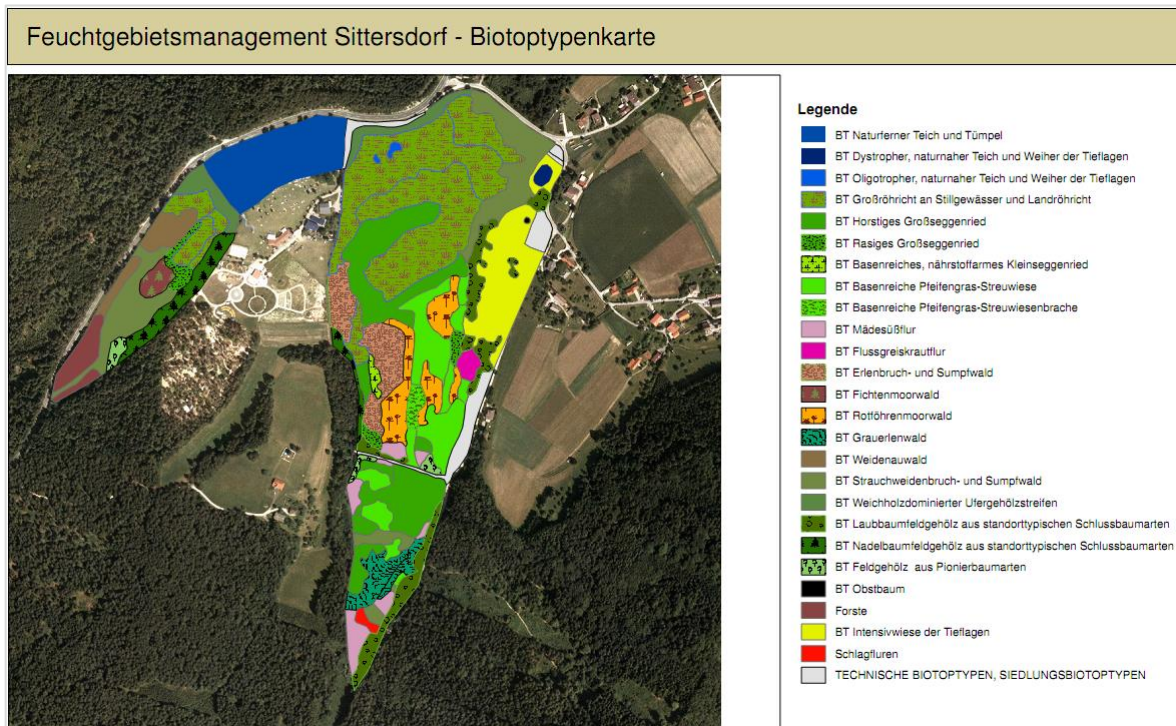 Feuchtgebietsmanagement Sittersdorf - Biotoptypenkarte
Legende
BT Naturferner Teich und Tümpel
BT Dystropher, naturnaher Teich und Weiher der Tieflagen
BT Oligotropher, naturnaher Teich und Weiher der Tieflagen
BT Großröhricht an Stillgewässer und Landröhricht
BT Horstiges Großseggenried
BT Rasiges Großseggenried
BT Basenreiches, nährstoffarmes Kleinseggenried
BT Basenreiche Pfeifengras-Streuwiese
BT Basenreiche Pfeifengras-Streuwiesenbrache
BT Mädesüßflur
BT Flussgreiskrautflur
BT Erlenbruch- und Sumpfwald
BT Fichtenmoorwald
BT Rotföhrenmoorwald
BT Grauerlenwald
BT Weidenauwald
BT Strauchweidenbruch- und Sumpfwald
BT Weichholzdominierter Ufergehölzstreifen
BT Laubbaumfeldgehölz aus standorttypischen Schlussbaumarten
BT Nadelbaumfeldgehölz aus standorttypischen Schlussbaumarten
BT Feldgehölz aus Pionierbaumarten
BT Obstbaum
Forste
BT Intensivwiese der Tieflagen
Schlagfluren
TECHNISCHE BIOTOPTYPEN, SIEDLUNGSBIOTOPTYPEN